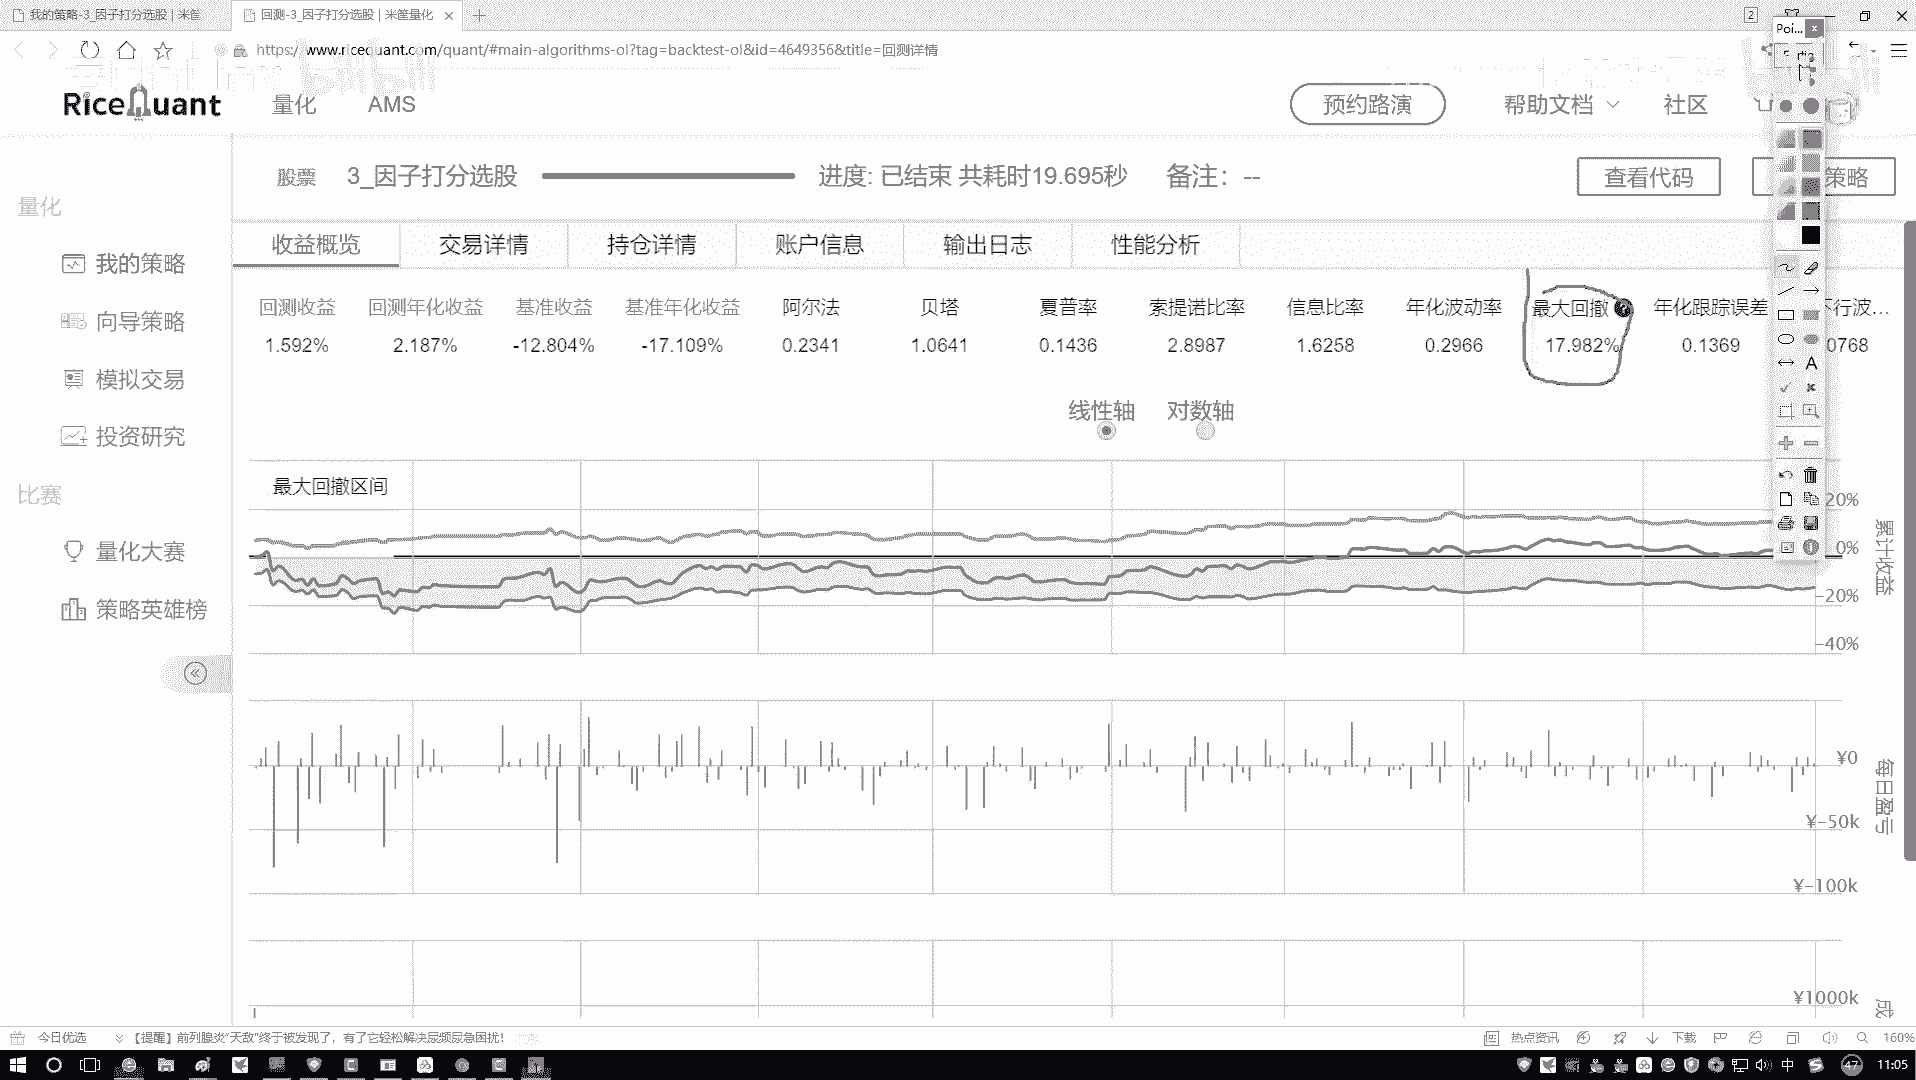 我的策略-3_因子打分选股 | 米筐
回测-3_因子打分选股 | 米筐量化
2
Poi...
https://www.ricequant.com/quant/#main-algorithms-ol?tag=backtest-ol&id=4649356&title=回测详情
RiceQuant
量化
AMS
预约路演
帮助文档
社区
股票
3_因子打分选股
进度: 已结束 共耗时19.695秒
备注：--
查看代码
策略
量化
我的策略
向导策略
模拟交易
投资研究
比赛
量化大赛
策略英雄榜
收益概览
交易详情
持仓详情
账户信息
输出日志
性能分析
回测收益 回测年化收益 基准收益 基准年化收益 阿尔法 贝塔 夏普率 索提诺比率 信息比率 年化波动率 最大回撤 年化跟踪误差 下行波...
1.592% 2.187% -12.804% -17.109% 0.2341 1.0641 0.1436 2.8987 1.6258 0.2966 17.982% 0.1369 0768
线性轴 对数轴
最大回撤区间
20%
0%
-20%
-40%
累计收益
¥0
¥-50k
¥-100k
每日盈亏
¥1000k
成
今日优选
【提醒】前列腺炎"天敌"终于被发现了，有了它轻松解决尿频尿急困扰！
热点资讯
下载
160%
中
47
11:05